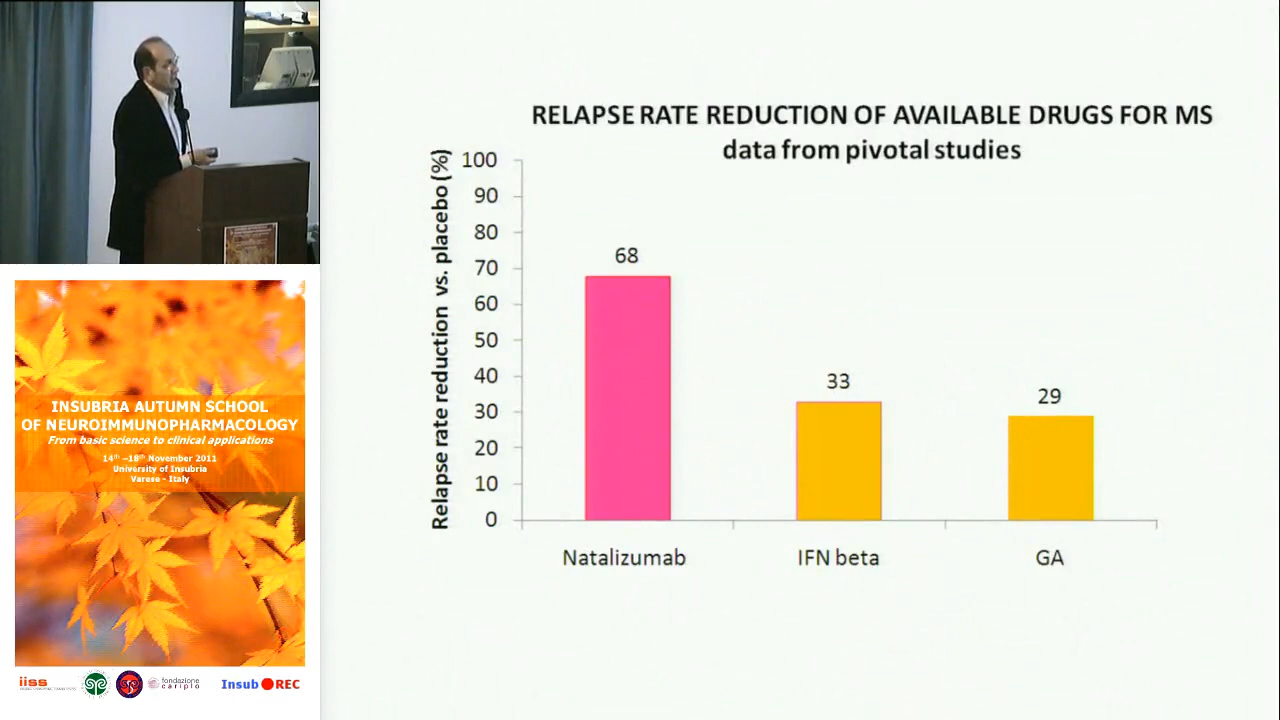 RELAPSE RATE REDUCTION OF AVAILABLE DRUGS FOR MS
data from pivotal studies
Relapse rate reduction vs. placebo (%)
100
90
80
70
60
50
40
30
20
10
0
68
33
29
Natalizumab
IFN beta
GA
INSUBRIA AUTUMN SCHOOL
OF NEUROIMMUNOPHARMACOLOGY
From basic science to clinical applications
14th –18th November 2011
University of Insubria
Varese - Italy
iiss
fondazione
cariplo
Insub REC